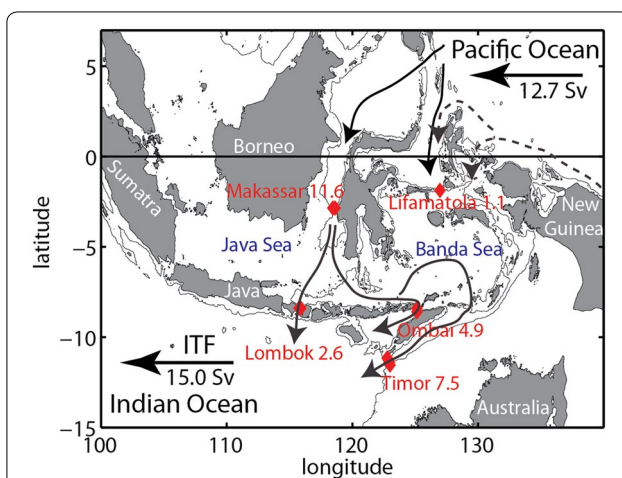 Pacific Ocean
12.7 Sv
5
Borneo
0
Sumatra
Makassar 11.6
Lifamatola 1.1
New
Guinea
latitude
−5
Java Sea
Banda Sea
Java
−10
Ombai 4.9
ITF
Lombok 2.6
15.0 Sv
Timor 7.5
Indian Ocean
Australia
−15
100
110
120
130
longitude